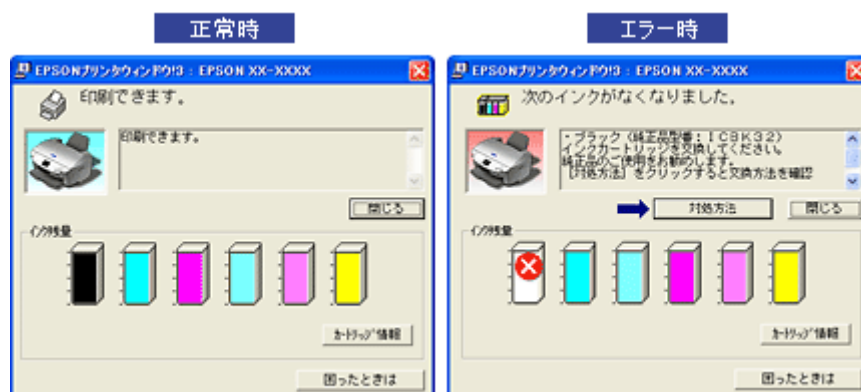 正常時
エラー時
EPSONプリンタウィンドウ!3 : EPSON XX-XXXX
印刷できます。
印刷できます。
閉じる
インク残量
カートリッジ情報
困ったときは
EPSONプリンタウィンドウ!3 : EPSON XX-XXXX
次のインクがなくなりました。
・ブラック（純正品型番：ICBK32）
インクカートリッジを交換してください。
純正品のご使用をお勧めします。
［対処方法］をクリックすると交換方法を確認
対処方法
閉じる
インク残量
カートリッジ情報
困ったときは